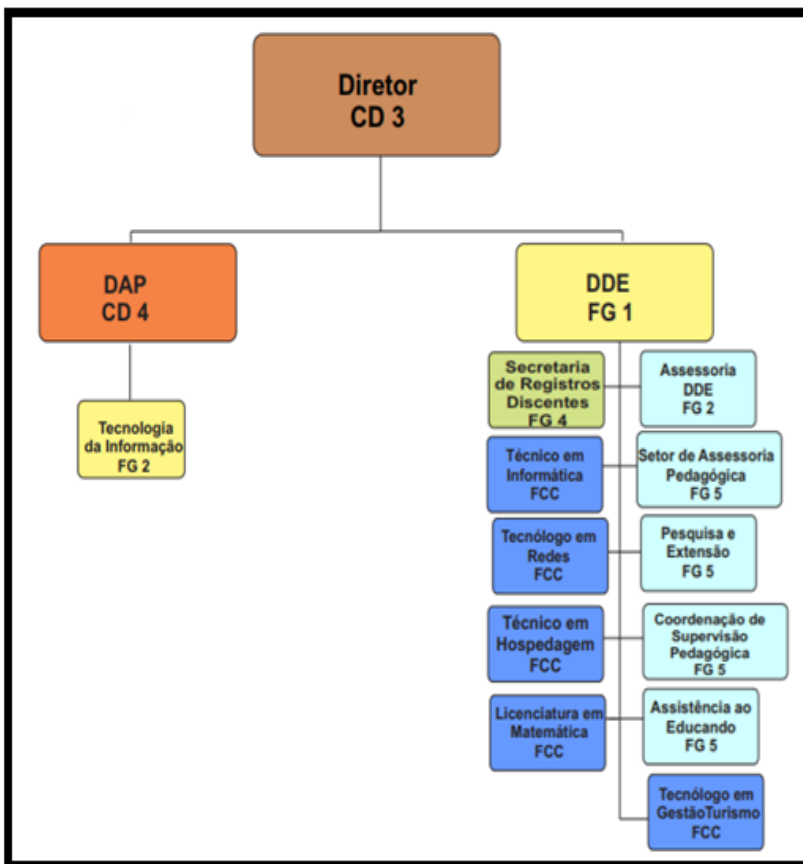 Diretor
CD 3
DAP
CD 4
DDE
FG 1
Tecnologia
da Informação
FG 2
Secretaria
de Registros
Discentes
FG 4
Assessoria
DDE
FG 2
Técnico em
Informática
FCC
Setor de Assessoria
Pedagógica
FG 5
Tecnólogo em
Redes
FCC
Pesquisa e
Extensão
FG 5
Técnico em
Hospedagem
FCC
Coordenação de
Supervisão
Pedagógica
FG 5
Licenciatura em
Matemática
FCC
Assistência ao
Educando
FG 5
Tecnólogo em
GestãoTurismo
FCC